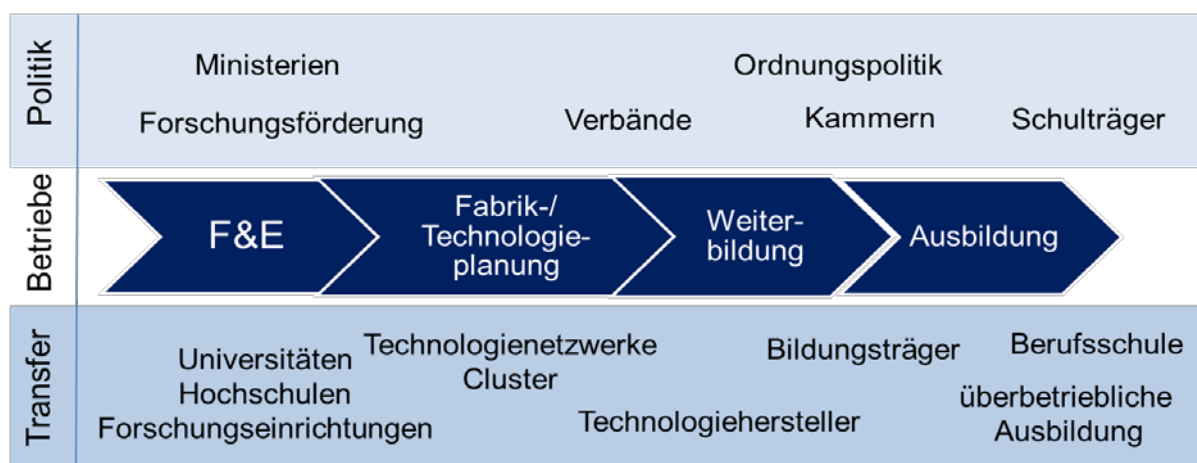 Politik
Ministerien
Ordnungspolitik
Forschungsförderung
Verbände
Kammern
Schulträger
Betriebe
F&E
Fabrik-/
Technologie-
planung
Weiter-
bildung
Ausbildung
Transfer
Universitäten
Hochschulen
Forschungseinrichtungen
Technologienetzwerke
Cluster
Technologiehersteller
Bildungsträger
Berufsschule
überbetriebliche
Ausbildung